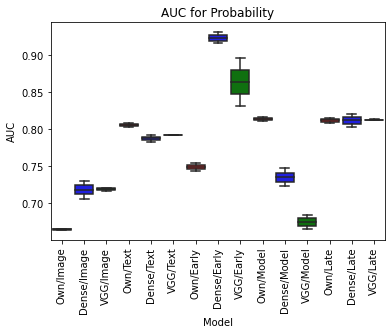 AUC for Probability
AUC
0.90
0.85
0.80
0.75
0.70
Own/Image
Dense/Image
VGG/Image
Own/Text
Dense/Text
VGG/Text
Own/Early
Dense/Early
VGG/Early
Own/Model
Dense/Model
VGG/Model
Own/Late
Dense/Late
VGG/Late
Model